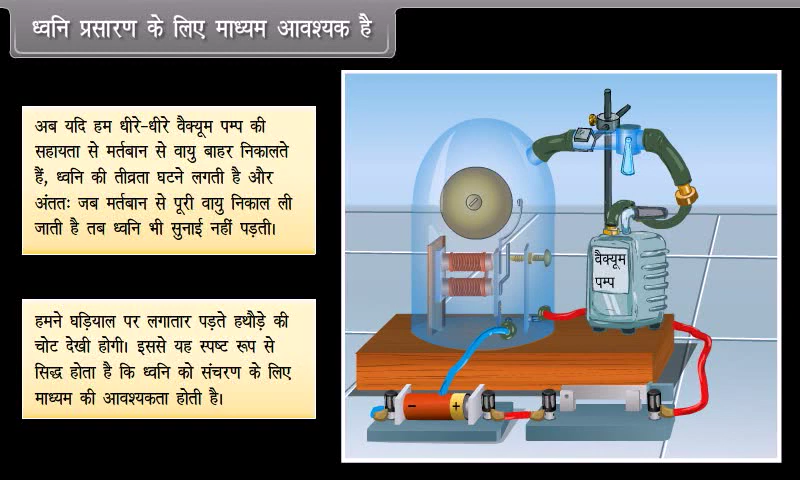 ध्वनि प्रसारण के लिए माध्यम आवश्यक है
अब यदि हम धीरे-धीरे वैक्यूम पम्प की
सहायता से मर्तबान से वायु बाहर निकालते
हैं, ध्वनि की तीव्रता घटने लगती है और
अंततः जब मर्तबान से पूरी वायु निकाल ली
जाती है तब ध्वनि भी सुनाई नहीं पड़ती।
हमने घड़ियाल पर लगातार पड़ते हथौड़े की
चोट देखी होगी। इससे यह स्पष्ट रूप से
सिद्ध होता है कि ध्वनि को संचरण के लिए
माध्यम की आवश्यकता होती है।
वैक्यूम
पम्प
- +